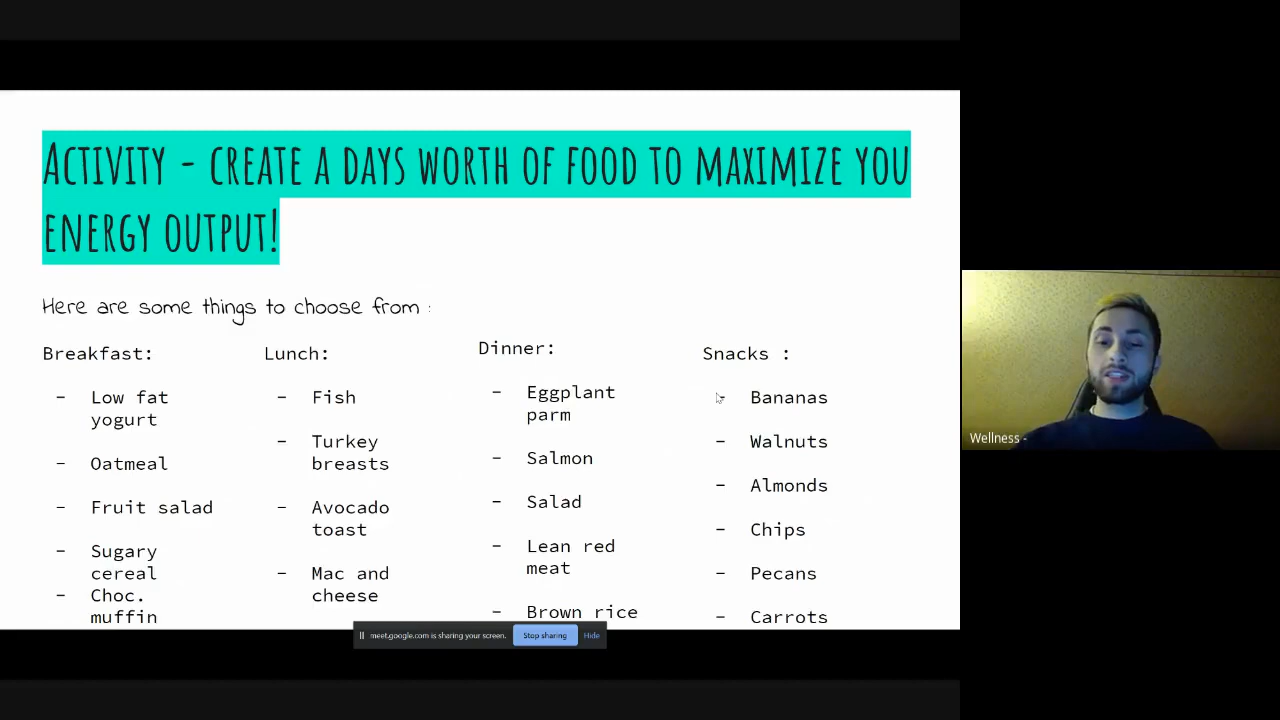 Activity - create a days worth of food to maximize you
energy output!
Here are some things to choose from :
Breakfast:
- Low fat
yogurt
- Oatmeal
- Fruit salad
- Sugary
cereal
- Choc.
muffin
Lunch:
- Fish
- Turkey
breasts
- Avocado
toast
- Mac and
cheese
Dinner:
- Eggplant
parm
- Salmon
- Salad
- Lean red
meat
- Brown rice
Snacks :
- Bananas
- Walnuts
- Almonds
- Chips
- Pecans
- Carrots
Wellness -
meet.google.com is sharing your screen. Stop sharing Hide